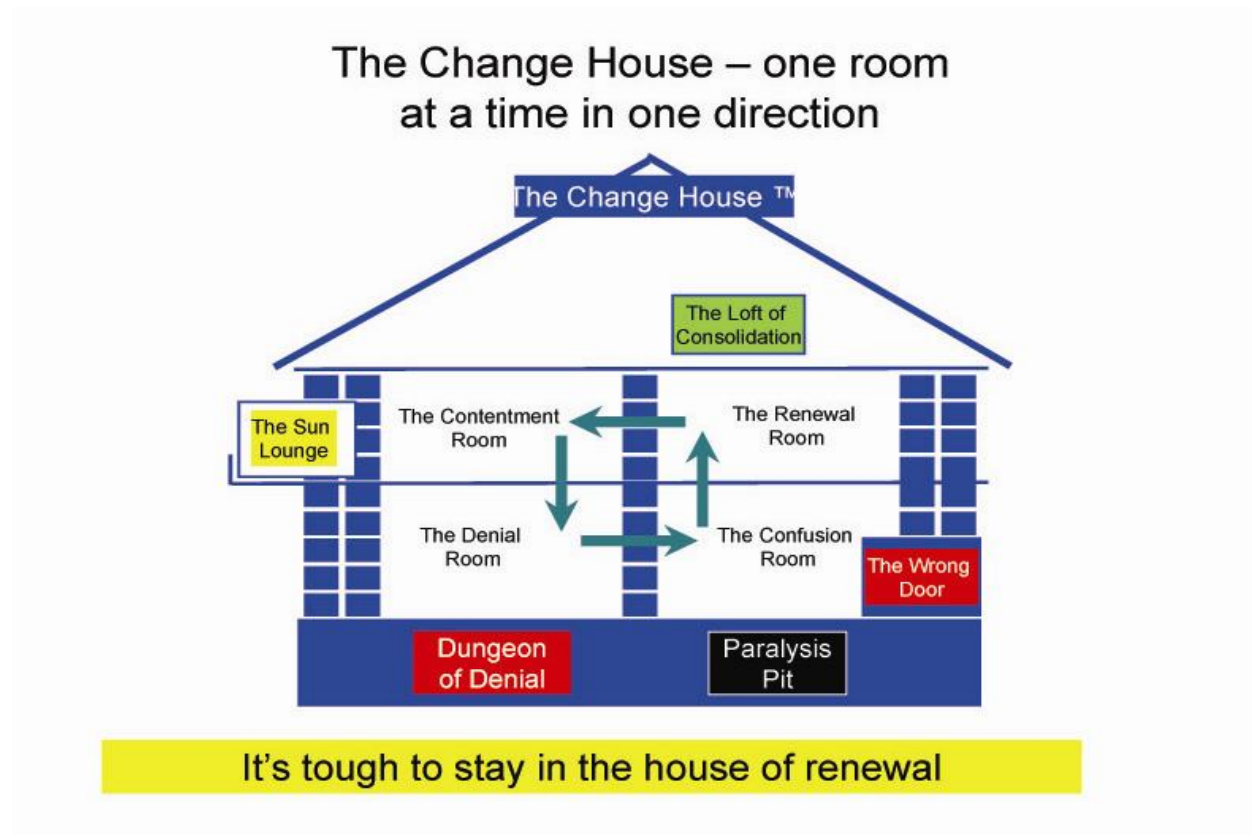 The Change House – one room
at a time in one direction
The Change House ™
The Loft of
Consolidation
The Sun
Lounge
The Contentment
Room
The Renewal
Room
The Denial
Room
The Confusion
Room
The Wrong
Door
Dungeon
of Denial
Paralysis
Pit
It's tough to stay in the house of renewal